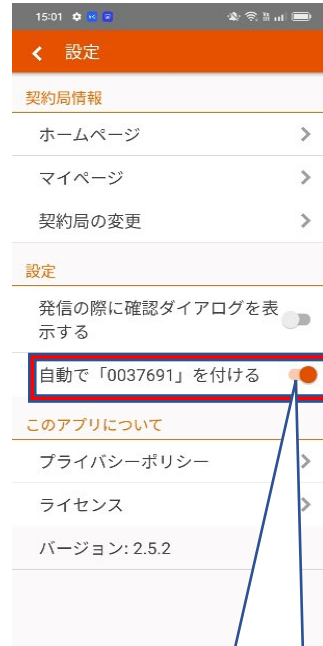 15:01
設定
契約局情報
ホームページ
マイページ
契約局の変更
設定
発信の際に確認ダイアログを表
示する
自動で「0037691」を付ける
このアプリについて
プライバシーポリシー
ライセンス
バージョン: 2.5.2